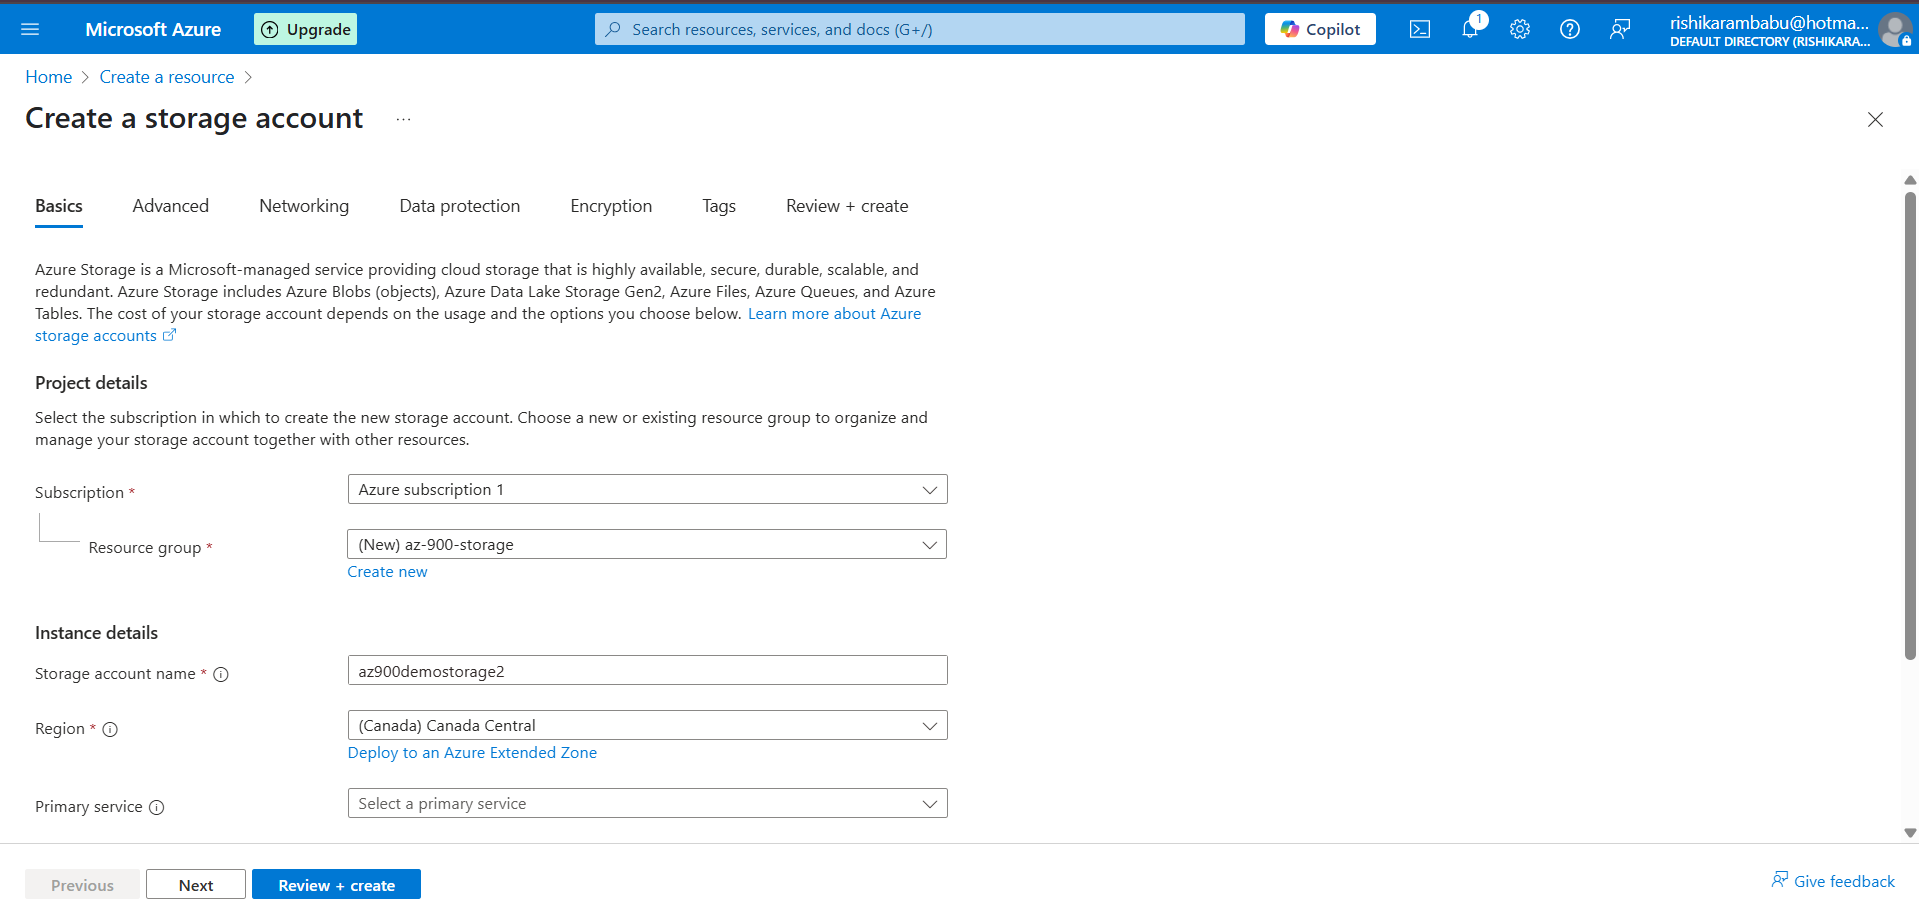 Microsoft Azure
Upgrade
Search resources, services, and docs (G+/)
Copilot
1
rishikarambabu@hotma...
DEFAULT DIRECTORY (RISHIKARA...
Home > Create a resource >
Create a storage account ...
Basics
Advanced
Networking
Data protection
Encryption
Tags
Review + create
Azure Storage is a Microsoft-managed service providing cloud storage that is highly available, secure, durable, scalable, and
redundant. Azure Storage includes Azure Blobs (objects), Azure Data Lake Storage Gen2, Azure Files, Azure Queues, and Azure
Tables. The cost of your storage account depends on the usage and the options you choose below. Learn more about Azure
storage accounts
Project details
Select the subscription in which to create the new storage account. Choose a new or existing resource group to organize and
manage your storage account together with other resources.
Subscription *
Azure subscription 1
Resource group *
(New) az-900-storage
Create new
Instance details
Storage account name *
az900demostorage2
Region *
(Canada) Canada Central
Deploy to an Azure Extended Zone
Primary service
Select a primary service
Previous
Next
Review + create
Give feedback